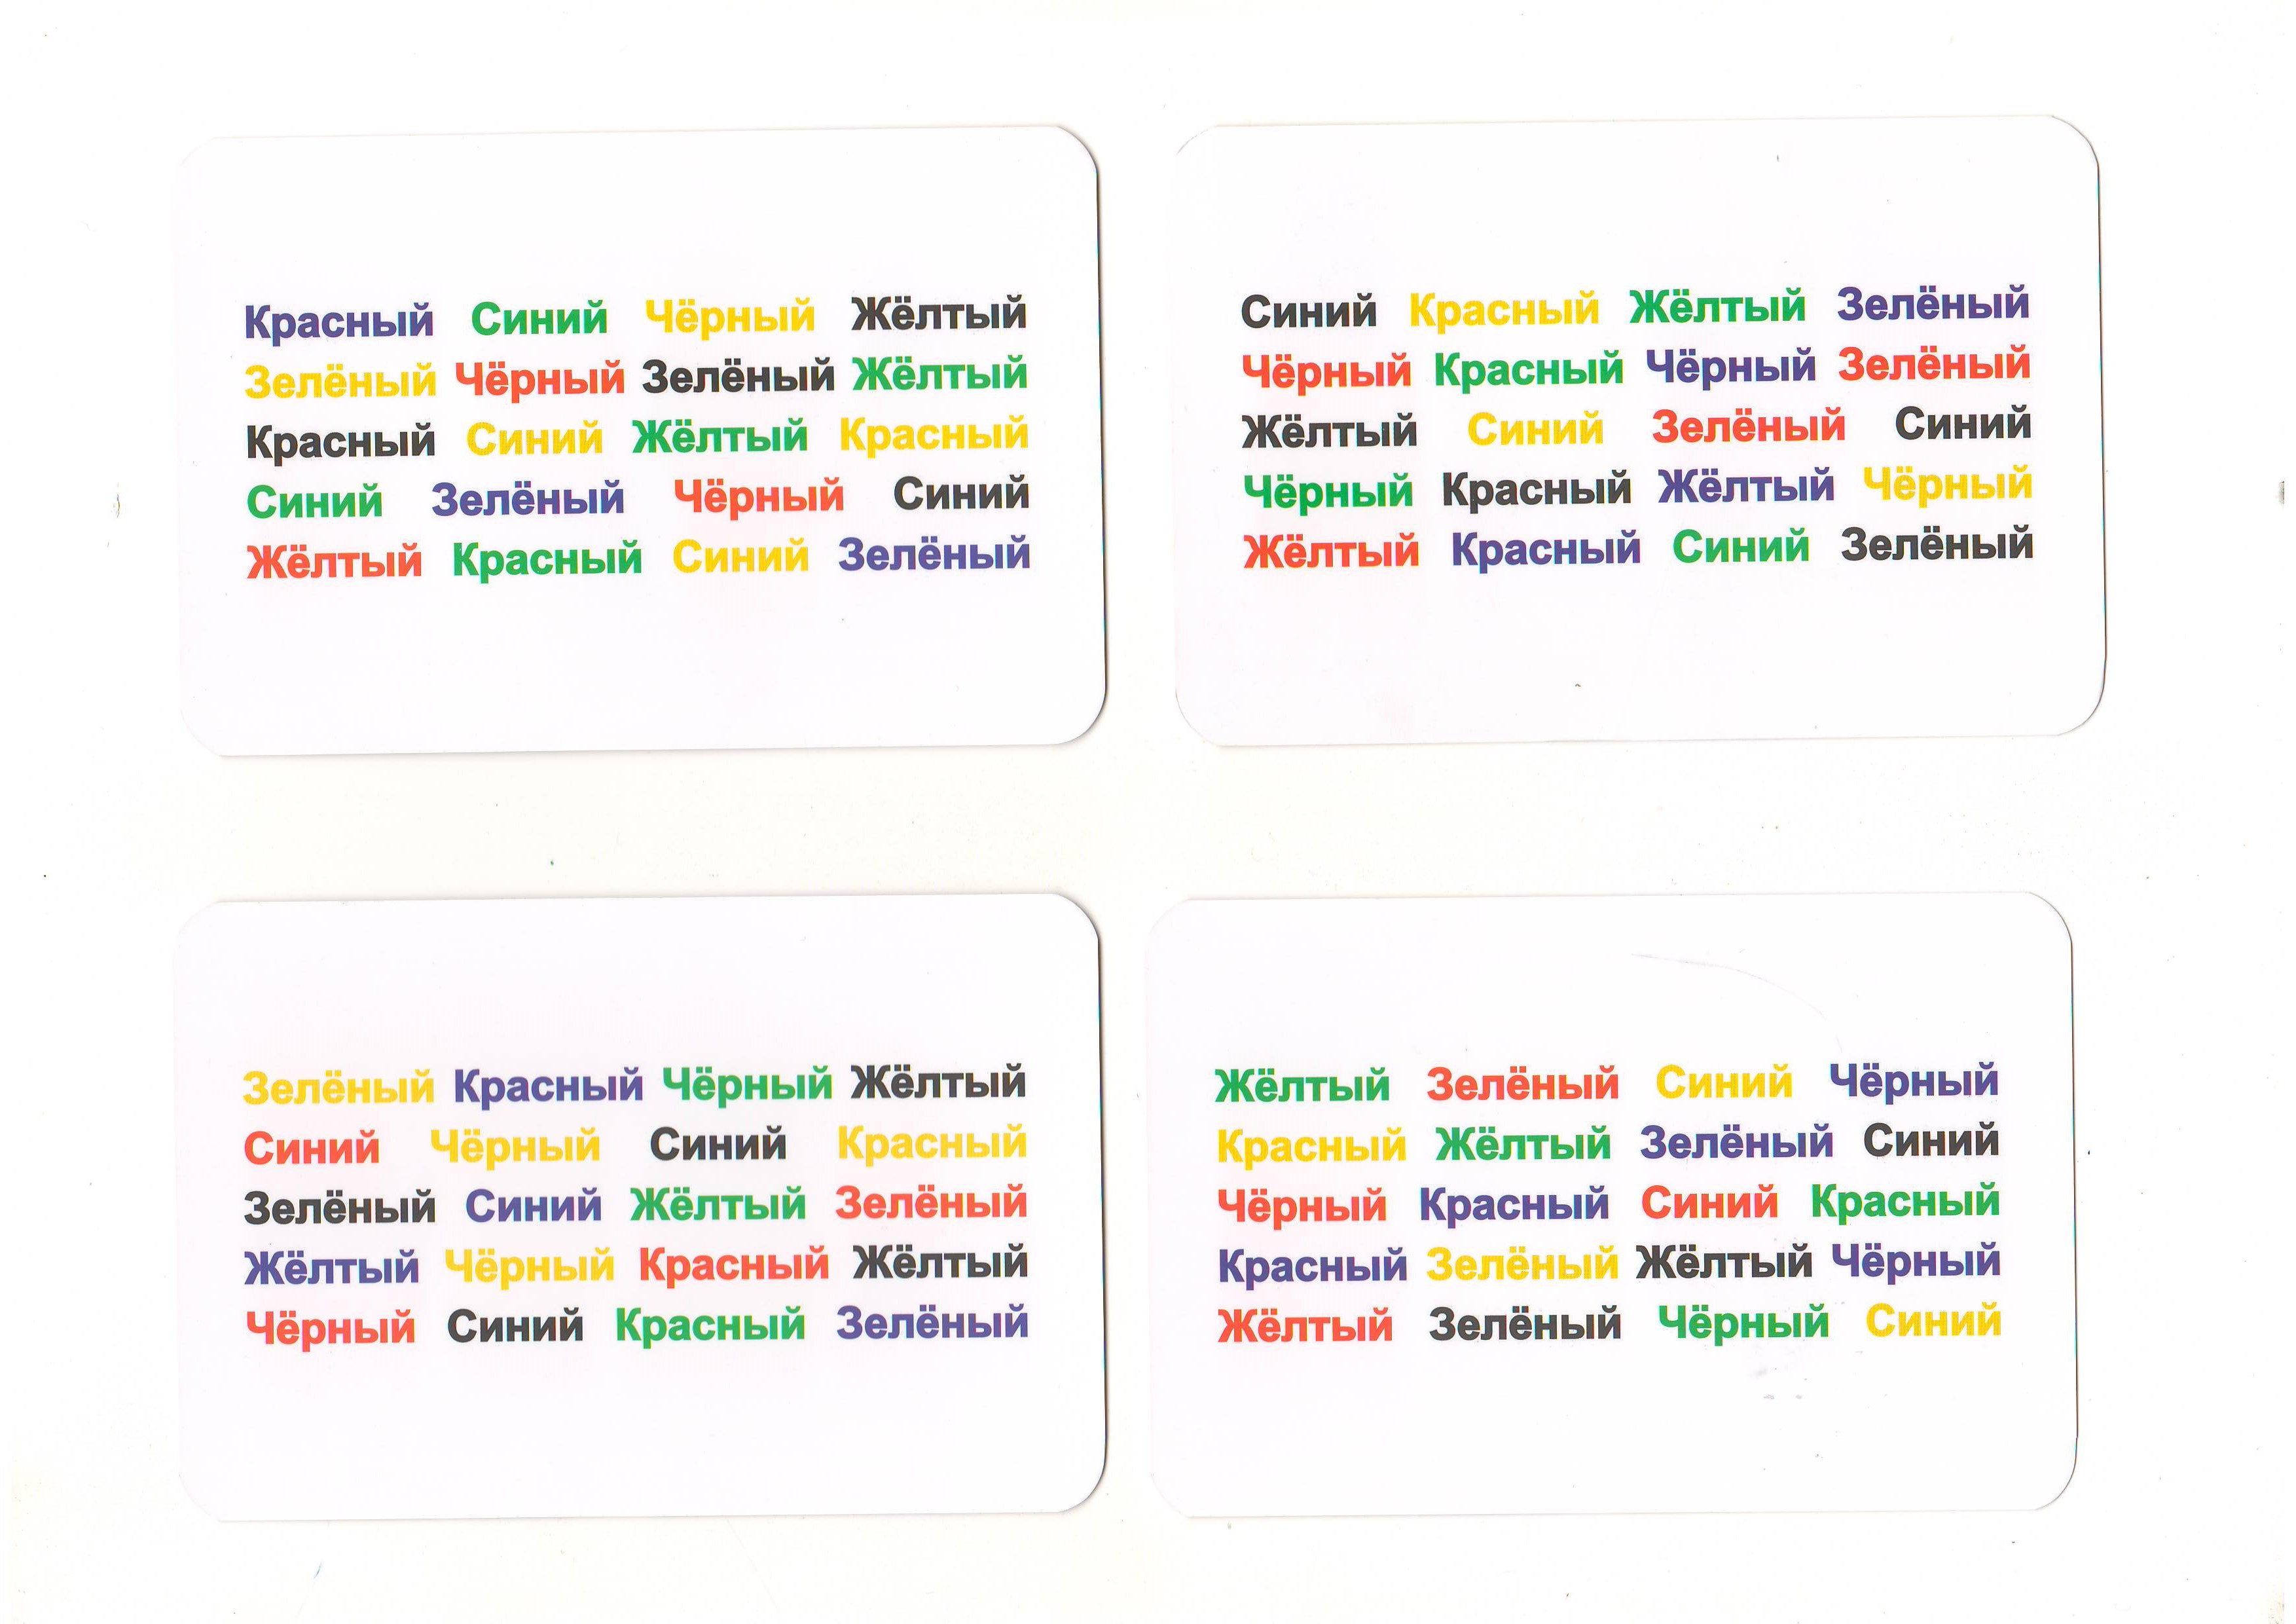 Красный Синий Чёрный Жёлтый
Зелёный Чёрный Зелёный Жёлтый
Красный Синий Жёлтый Красный
Синий Зелёный Чёрный Синий
Жёлтый Красный Синий Зелёный
Синий Красный Жёлтый Зелёный
Чёрный Красный Чёрный Зелёный
Жёлтый Синий Зелёный Синий
Чёрный Красный Жёлтый Чёрный
Жёлтый Красный Синий Зелёный
Зелёный Красный Чёрный Жёлтый
Синий Чёрный Синий Красный
Зелёный Синий Жёлтый Зелёный
Жёлтый Чёрный Красный Жёлтый
Чёрный Синий Красный Зелёный
Жёлтый Зелёный Синий Чёрный
Красный Жёлтый Зелёный Синий
Чёрный Красный Синий Красный
Красный Зелёный Жёлтый Чёрный
Жёлтый Зелёный Чёрный Синий